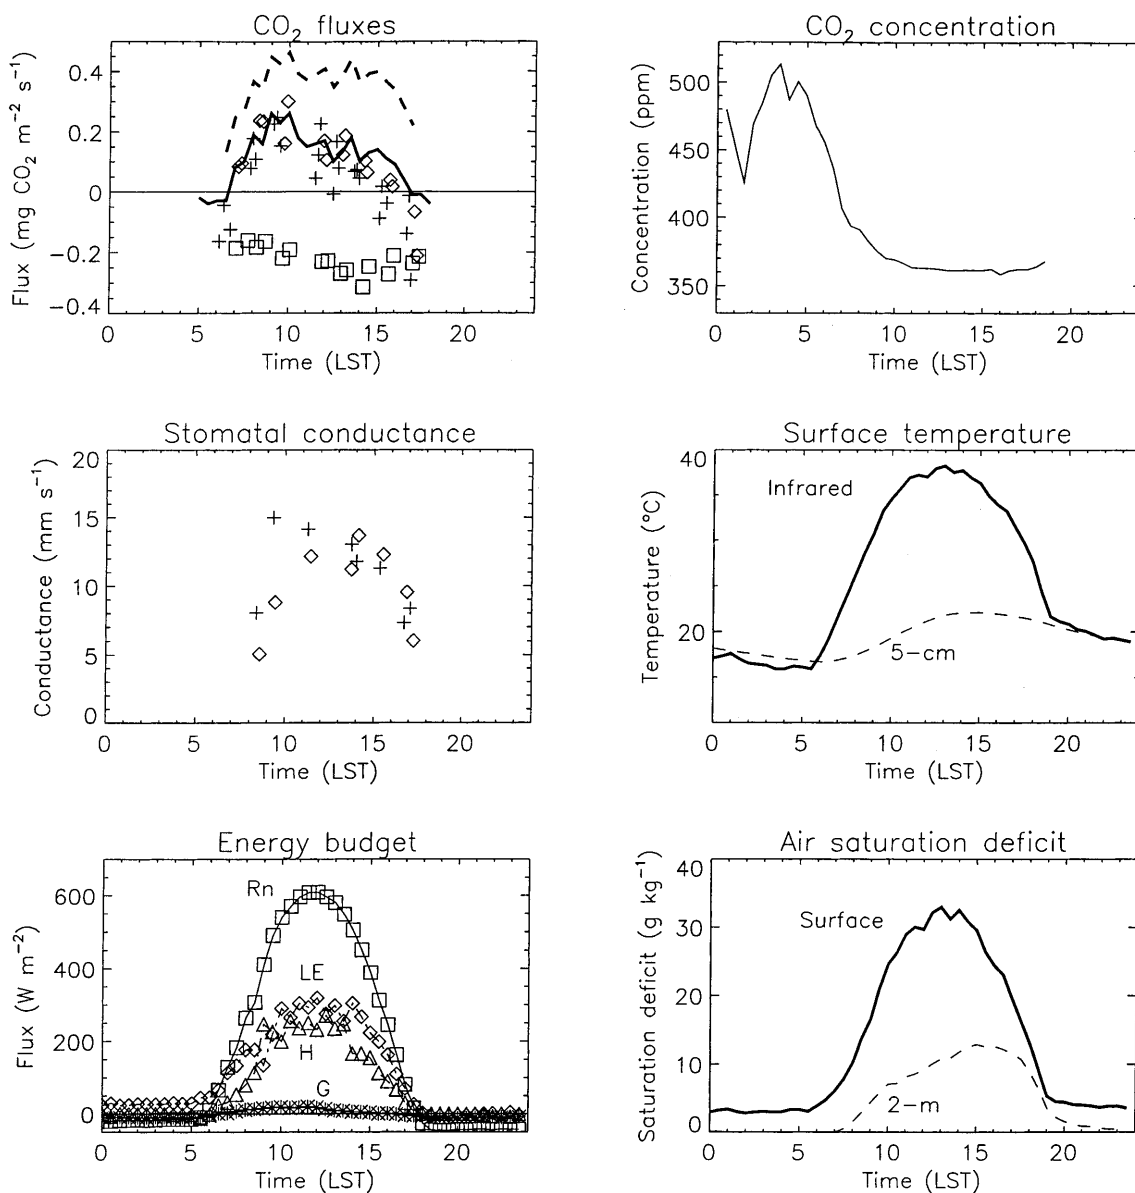 CO₂ fluxes
Flux (mg CO₂ m⁻² s⁻¹)
0.4
0.2
0
-0.2
-0.4
0 5 10 15 20
Time (LST)
CO₂ concentration
Concentration (ppm)
500
450
400
350
0 5 10 15 20
Time (LST)
Stomatal conductance
Conductance (mm s⁻¹)
20
15
10
5
0
0 5 10 15 20
Time (LST)
Surface temperature
Temperature (°C)
40
20
Infrared
5-cm
0 5 10 15 20
Time (LST)
Energy budget
Flux (W m⁻²)
600
400
200
0
Rn
LE
H
G
0 5 10 15 20
Time (LST)
Air saturation deficit
Saturation deficit (g kg⁻¹)
40
30
20
10
0
Surface
2-m
0 5 10 15 20
Time (LST)